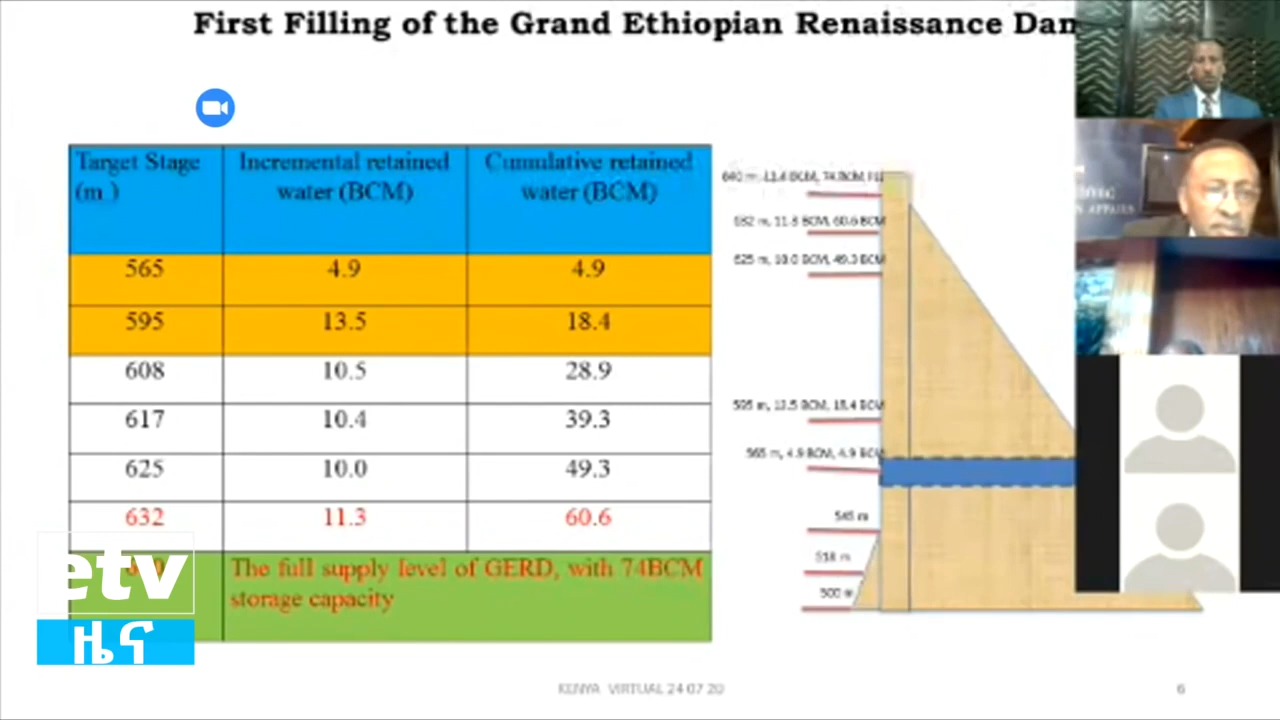 First Filling of the Grand Ethiopian Renaissance Dam
Target Stage (m ) Incremental retained water (BCM) Cumulative retained water (BCM)
565 4.9 4.9
595 13.5 18.4
608 10.5 28.9
617 10.4 39.3
625 10.0 49.3
632 11.3 60.6
The full supply level of GERD, with 74BCM
storage capacity
632 m, 11.3 BCM, 60.6 BCM
625 m, 10.0 BCM, 49.3 BCM
595 m, 13.5 BCM, 18.4 BCM
565 m, 4.9 BCM, 4.9 BCM
545 m
518 m
500 m
etv
ዜና
KENYA VIRTUAL 24 07 20
6